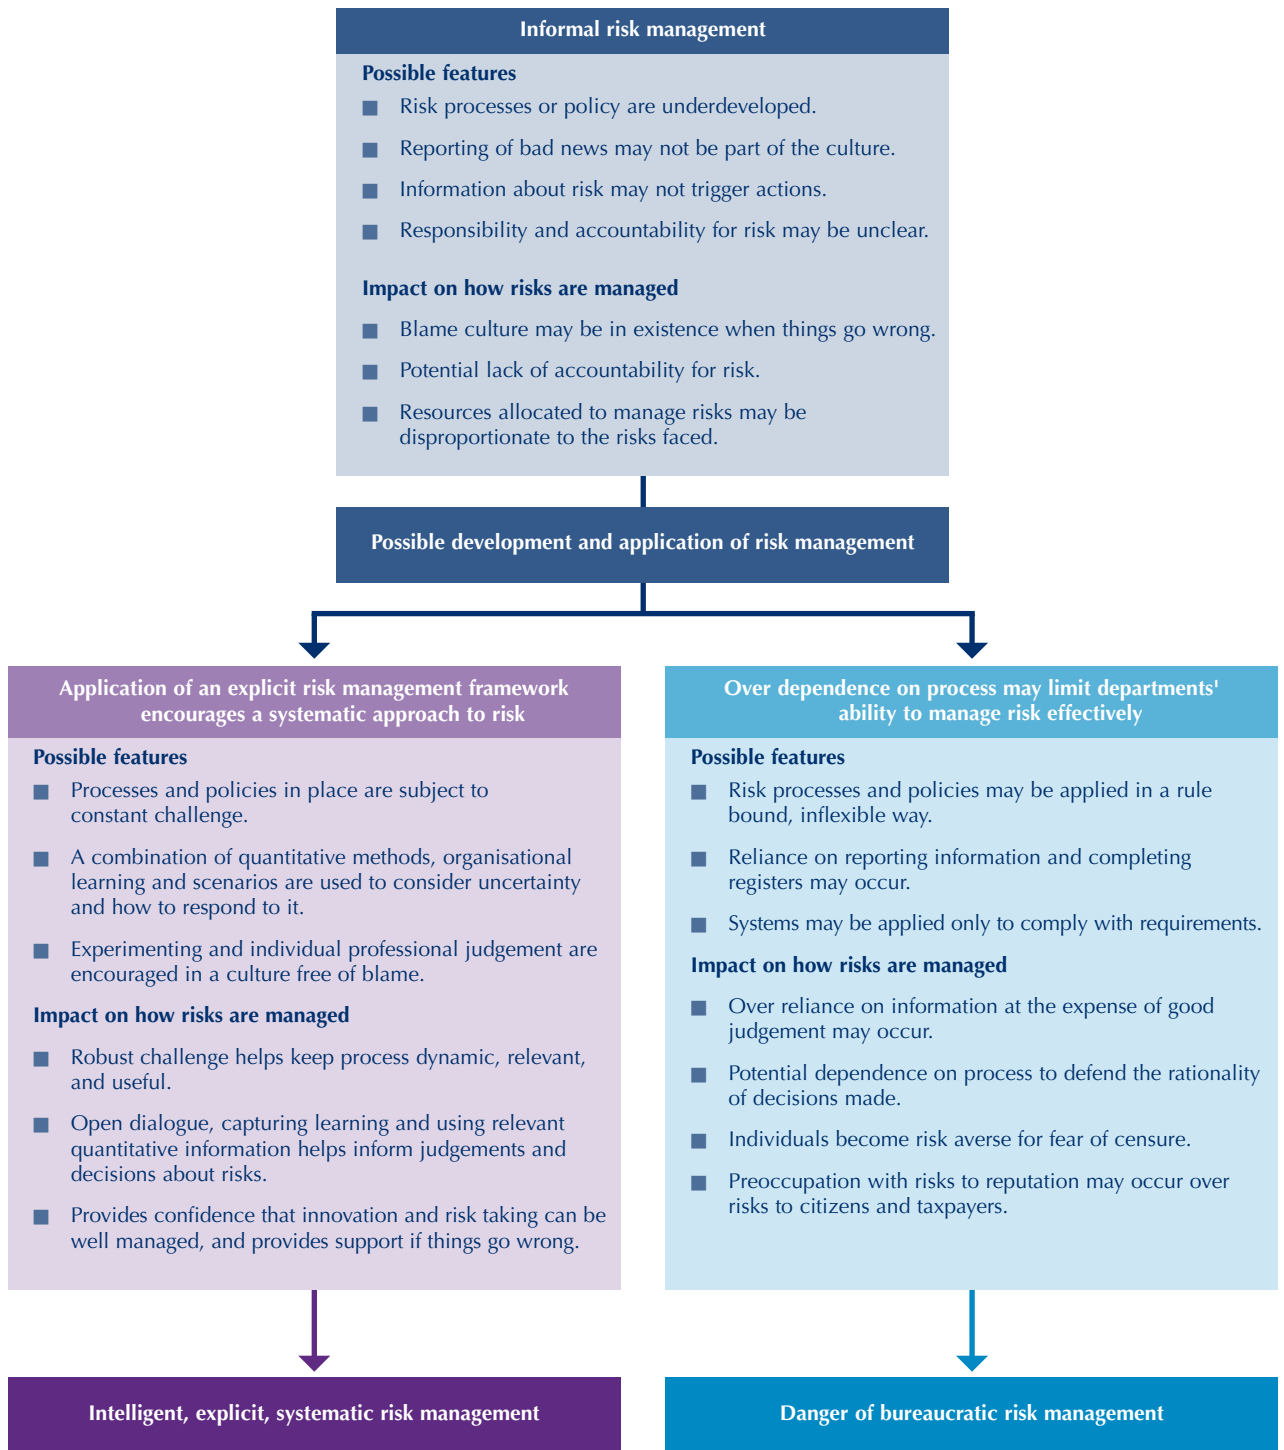 Informal risk management
Possible features
Risk processes or policy are underdeveloped.
Reporting of bad news may not be part of the culture.
Information about risk may not trigger actions.
Responsibility and accountability for risk may be unclear.
Impact on how risks are managed
Blame culture may be in existence when things go wrong.
Potential lack of accountability for risk.
Resources allocated to manage risks may be
disproportionate to the risks faced.
Possible development and application of risk management
Application of an explicit risk management framework
encourages a systematic approach to risk
Possible features
Processes and policies in place are subject to
constant challenge.
A combination of quantitative methods, organisational
learning and scenarios are used to consider uncertainty
and how to respond to it.
Experimenting and individual professional judgement are
encouraged in a culture free of blame.
Impact on how risks are managed
Robust challenge helps keep process dynamic, relevant,
and useful.
Open dialogue, capturing learning and using relevant
quantitative information helps inform judgements and
decisions about risks.
Provides confidence that innovation and risk taking can be
well managed, and provides support if things go wrong.
Intelligent, explicit, systematic risk management
Over dependence on process may limit departments'
ability to manage risk effectively
Possible features
Risk processes and policies may be applied in a rule
bound, inflexible way.
Reliance on reporting information and completing
registers may occur.
Systems may be applied only to comply with requirements.
Impact on how risks are managed
Over reliance on information at the expense of good
judgement may occur.
Potential dependence on process to defend the rationality
of decisions made.
Individuals become risk averse for fear of censure.
Preoccupation with risks to reputation may occur over
risks to citizens and taxpayers.
Danger of bureaucratic risk management